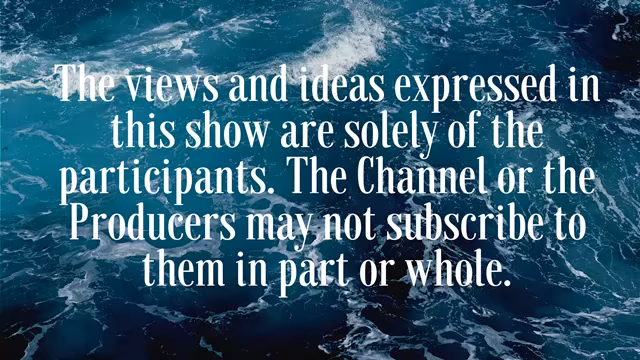 The views and ideas expressed in
this show are solely of the
participants. The Channel or the
Producers may not subscribe to
them in part or whole.